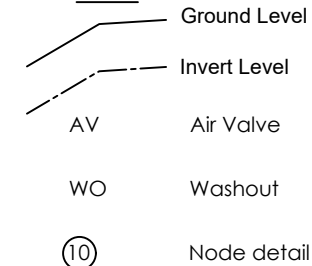 Ground Level
Invert Level
AV Air Valve
WO Washout
10 Node detail